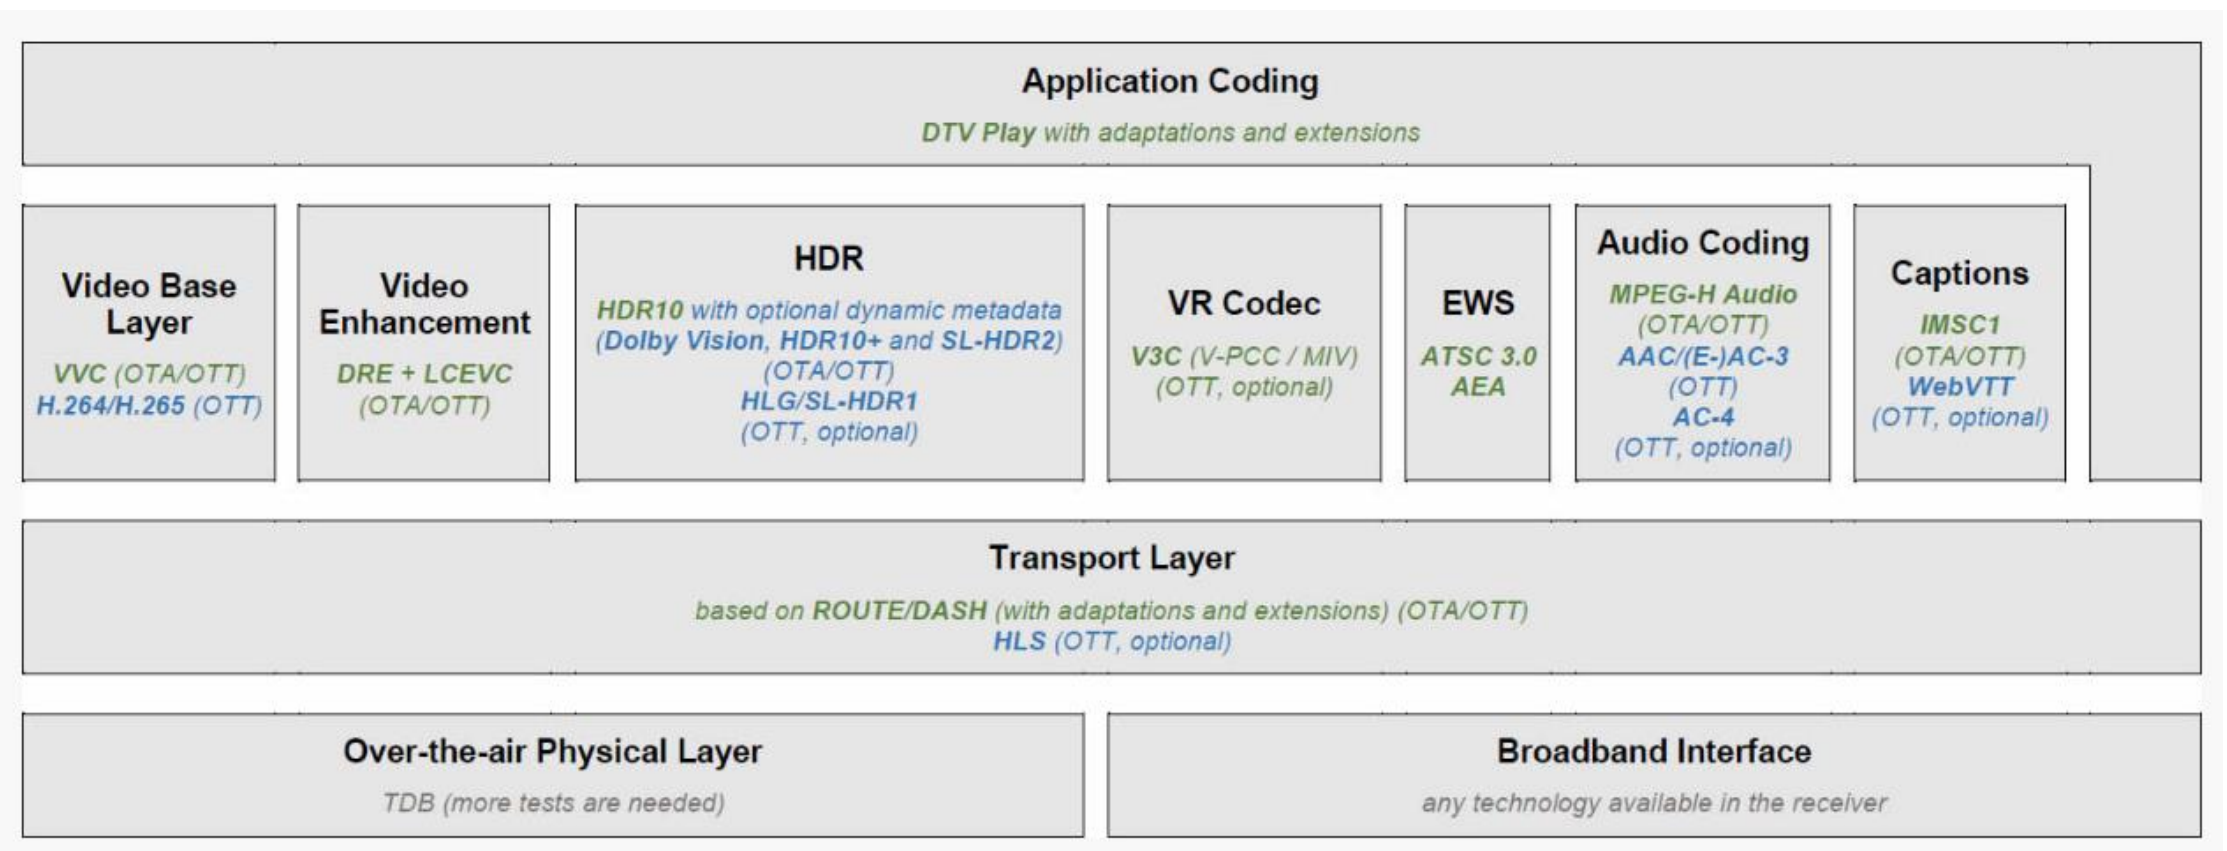 Application Coding
DTV Play with adaptations and extensions
Video Base
Layer
VVC (OTA/OTT)
H.264/H.265 (OTT)
Video
Enhancement
DRE + LCEVC
(OTA/OTT)
HDR
HDR10 with optional dynamic metadata
(Dolby Vision, HDR10+ and SL-HDR2)
(OTA/OTT)
HLG/SL-HDR1
(OTT, optional)
VR Codec
V3C (V-PCC / MIV)
(OTT, optional)
EWS
ATSC 3.0
AEA
Audio Coding
MPEG-H Audio
(OTA/OTT)
AAC/(E-)AC-3
(OTT)
AC-4
(OTT, optional)
Captions
IMSC1
(OTA/OTT)
WebVTT
(OTT, optional)
Transport Layer
based on ROUTE/DASH (with adaptations and extensions) (OTA/OTT)
HLS (OTT, optional)
Over-the-air Physical Layer
TDB (more tests are needed)
Broadband Interface
any technology available in the receiver